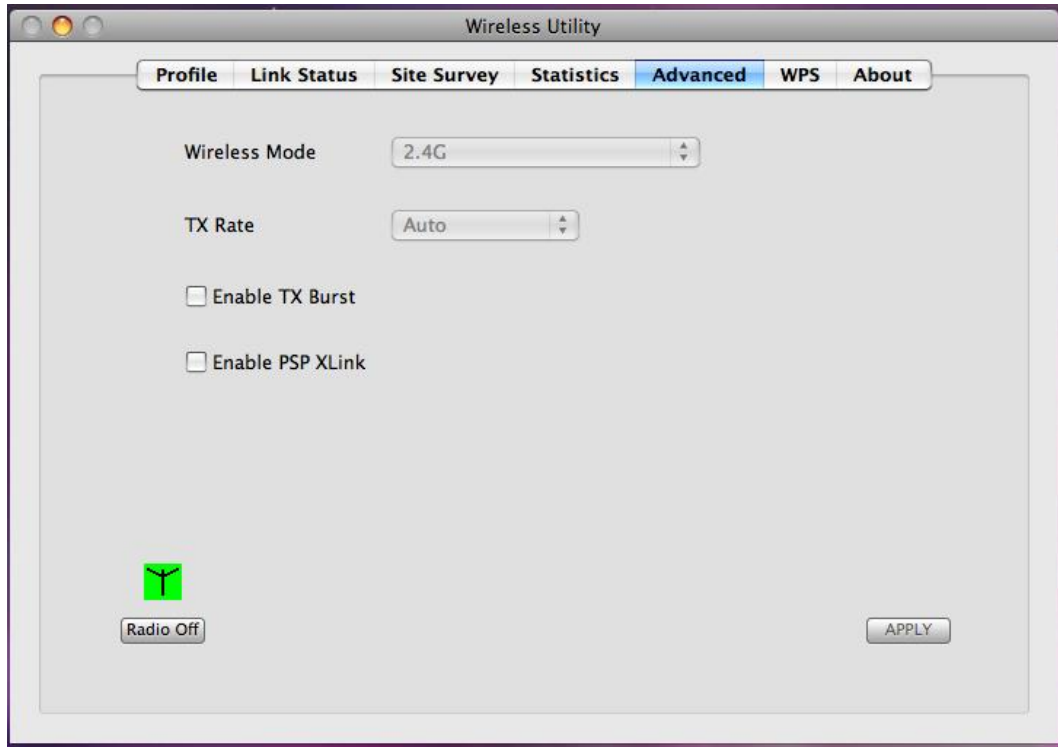 Wireless Utility
Profile Link Status Site Survey Statistics Advanced WPS About
Wireless Mode 2.4G
TX Rate Auto
Enable TX Burst
Enable PSP XLink
Radio Off APPLY